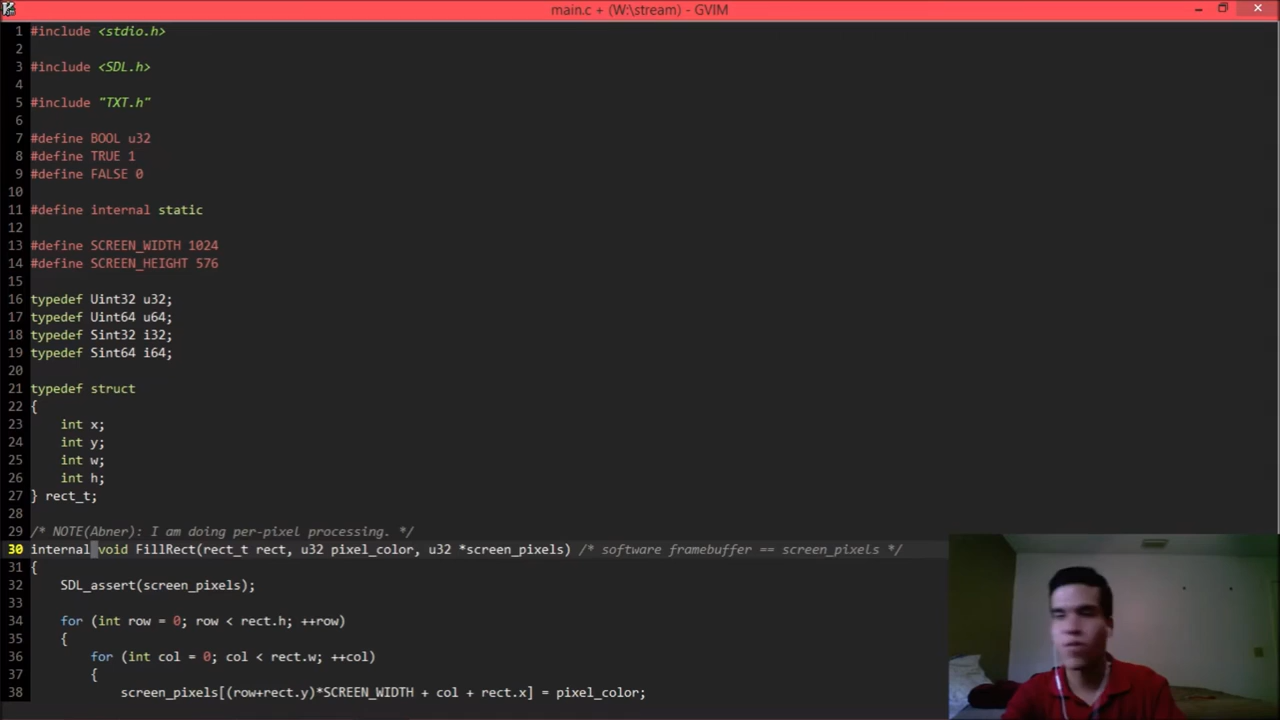 main.c + (W:\stream) - GVIM
1 #include <stdio.h>
2
3 #include <SDL.h>
4
5 #include "TXT.h"
6
7 #define BOOL u32
8 #define TRUE 1
9 #define FALSE 0
10
11 #define internal static
12
13 #define SCREEN_WIDTH 1024
14 #define SCREEN_HEIGHT 576
15
16 typedef Uint32 u32;
17 typedef Uint64 u64;
18 typedef Sint32 i32;
19 typedef Sint64 i64;
20
21 typedef struct
22 {
23     int x;
24     int y;
25     int w;
26     int h;
27 } rect_t;
28
29 /* NOTE(Abner): I am doing per-pixel processing. */
30 internal void FillRect(rect_t rect, u32 pixel_color, u32 *screen_pixels) /* software framebuffer == screen_pixels */
31 {
32     SDL_assert(screen_pixels);
33
34     for (int row = 0; row < rect.h; ++row)
35     {
36         for (int col = 0; col < rect.w; ++col)
37         {
38             screen_pixels[(row+rect.y)*SCREEN_WIDTH + col + rect.x] = pixel_color;